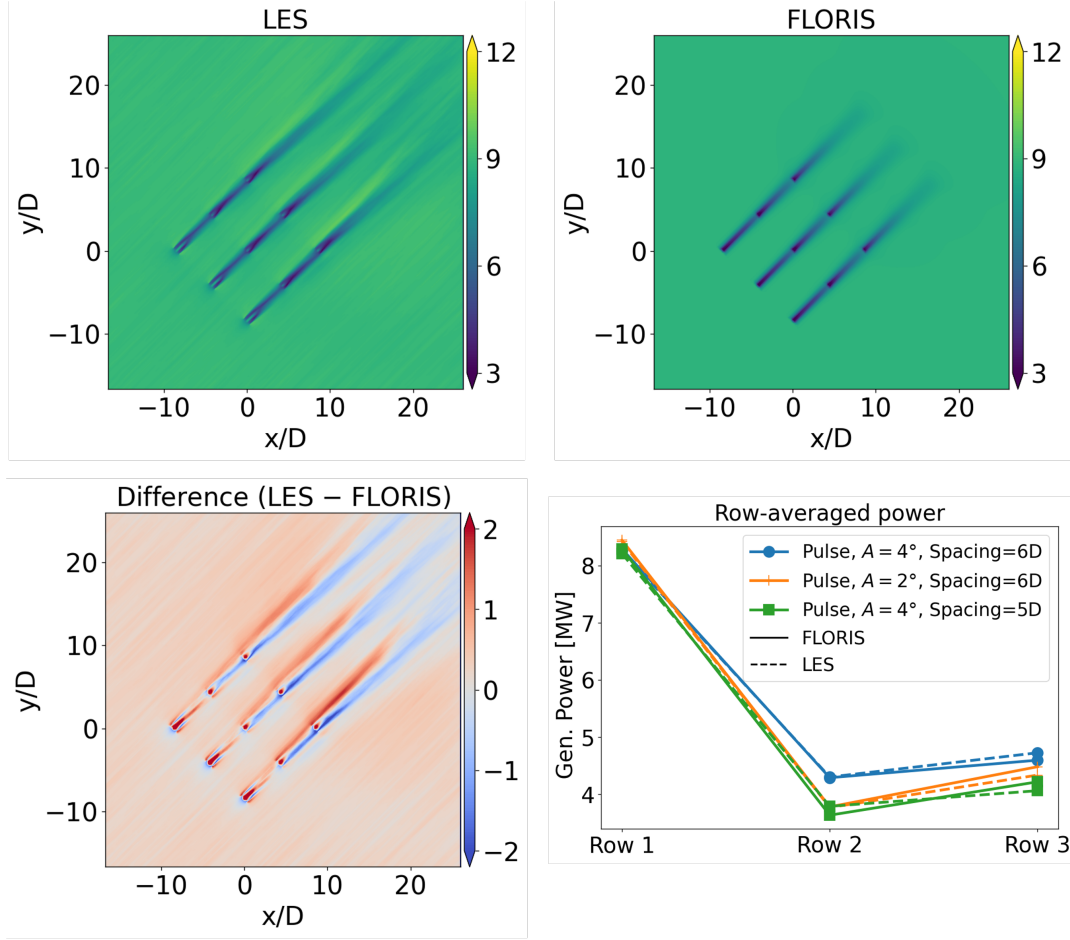 LES
20
10
0
−10
y/D
−10
0
10
20
x/D
12
9
6
3
FLORIS
20
10
0
−10
y/D
−10
0
10
20
x/D
12
9
6
3
Difference (LES − FLORIS)
20
10
0
−10
y/D
−10
0
10
20
x/D
2
1
0
−1
−2
Row-averaged power
Gen. Power [MW]
8
7
6
5
4
Pulse, A = 4°, Spacing=6D
Pulse, A = 2°, Spacing=6D
Pulse, A = 4°, Spacing=5D
FLORIS
LES
Row 1
Row 2
Row 3